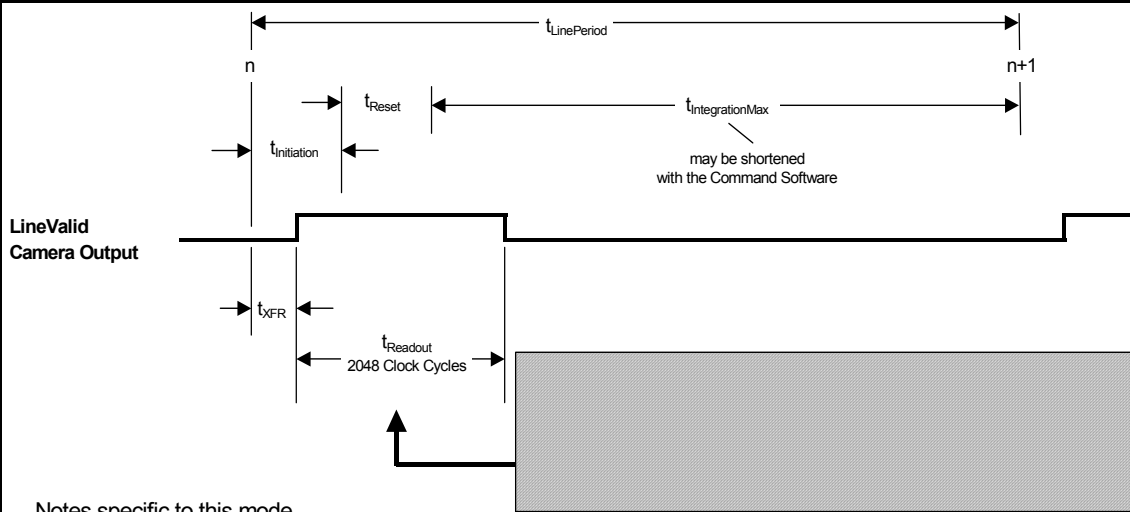 tLinePeriod
n
n+1
tReset
tIntegrationMax
tInitiation
may be shortened
with the Command Software
LineValid
Camera Output
tXFR
tReadout
2048 Clock Cycles
Notes specific to this mode